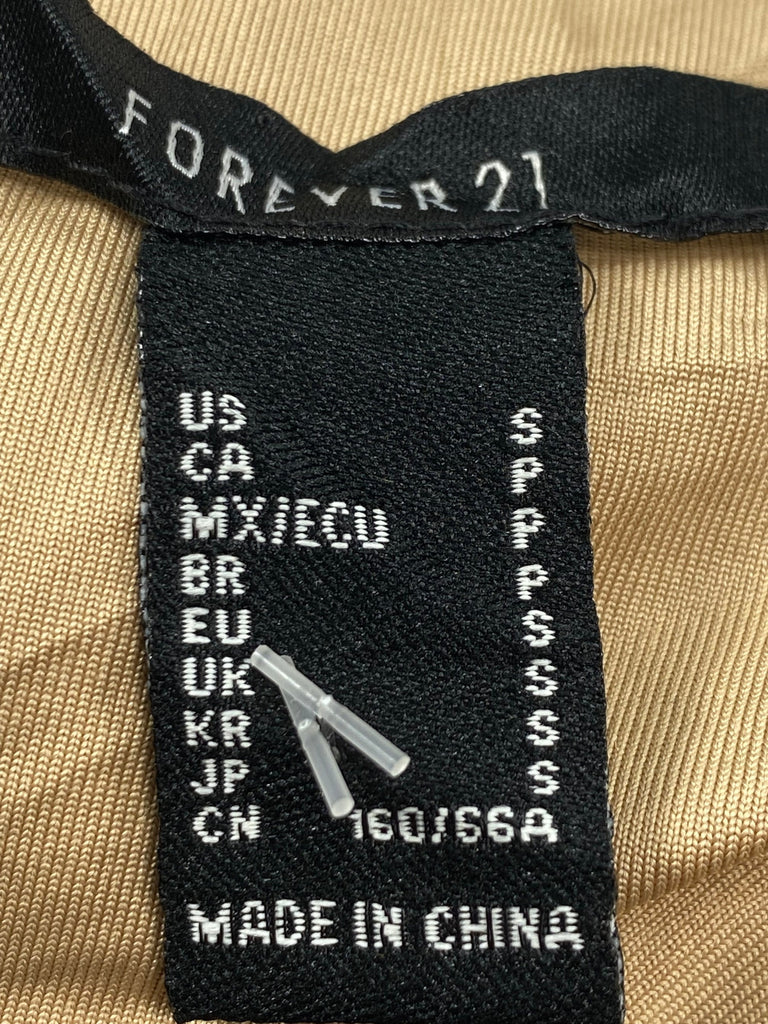 FOREVER 21
US S
CA P
MX/ECU P
BR P
EU S
UK S
KR S
JP S
CN 160/66A
MADE IN CHINA